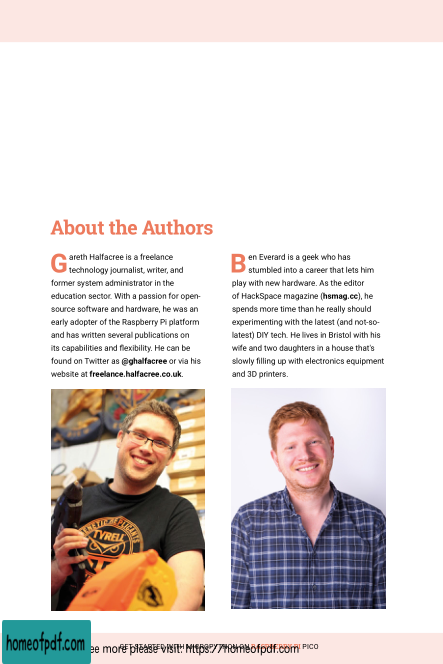 About the Authors
Gareth Halfacree is a freelance
technology journalist, writer, and
former system administrator in the
education sector. With a passion for open-
source software and hardware, he was an
early adopter of the Raspberry Pi platform
and has written several publications on
its capabilities and flexibility. He can be
found on Twitter as @ghalfacree or via his
website at freelance.halfacree.co.uk.
Ben Everard is a geek who has
stumbled into a career that lets him
play with new hardware. As the editor
of HackSpace magazine (hsmag.cc), he
spends more time than he really should
experimenting with the latest (and not-so-
latest) DIY tech. He lives in Bristol with his
wife and two daughters in a house that's
slowly filling up with electronics equipment
and 3D printers.
TYRELL
GET STARTED WITH MICROPYTHON ON RASPBERRY PI PICO
homeofpdf.com
more please visit: https://homeofpdf.com